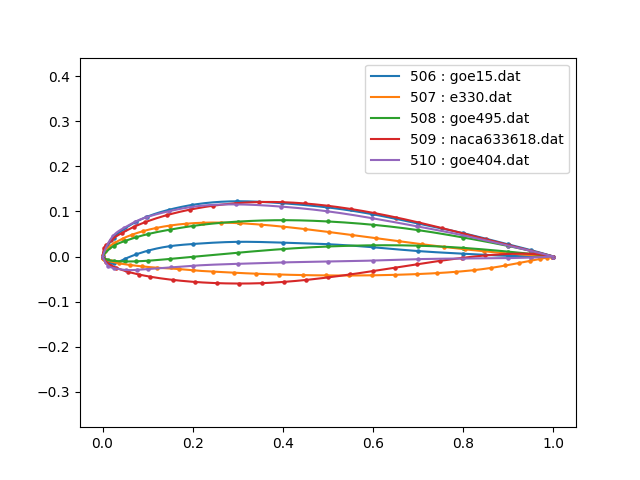 0.4
0.3
0.2
0.1
0.0
−0.1
−0.2
−0.3
0.0 0.2 0.4 0.6 0.8 1.0
506 : goe15.dat
507 : e330.dat
508 : goe495.dat
509 : naca633618.dat
510 : goe404.dat